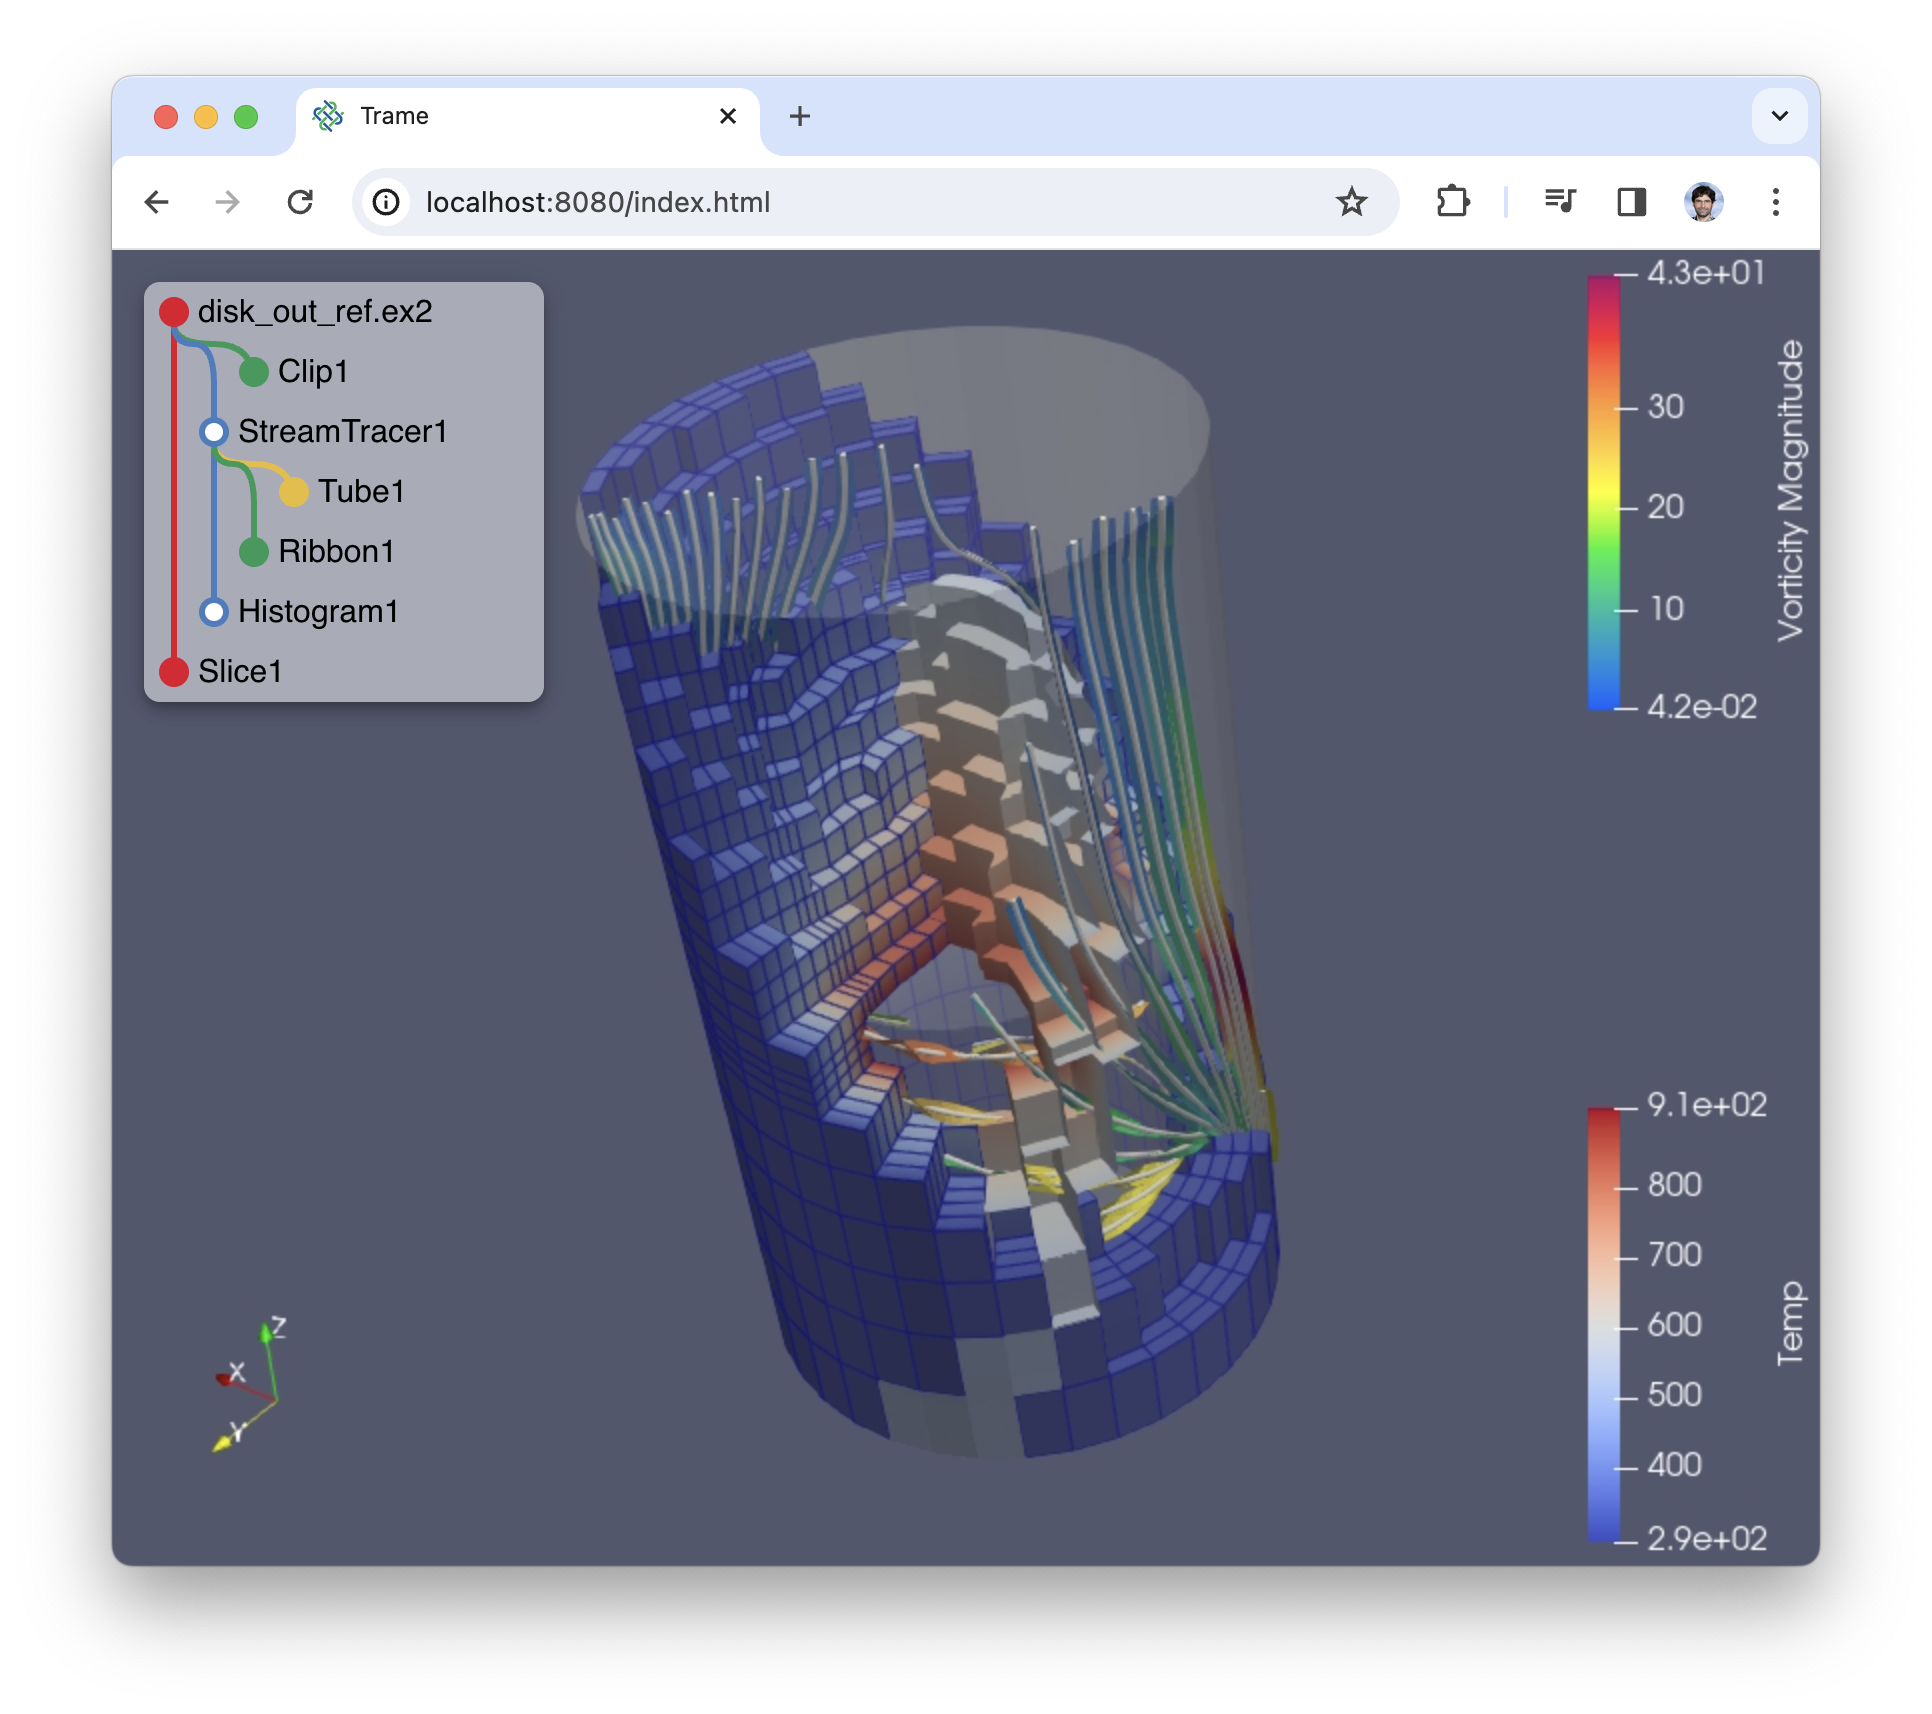 Trame
localhost:8080/index.html
disk_out_ref.ex2
Clip1
StreamTracer1
Tube1
Ribbon1
Histogram1
Slice1
4.3e+01
30
20
10
4.2e-02
Vorticity Magnitude
9.1e+02
800
700
600
500
400
2.9e+02
Temp
Z
X
Y